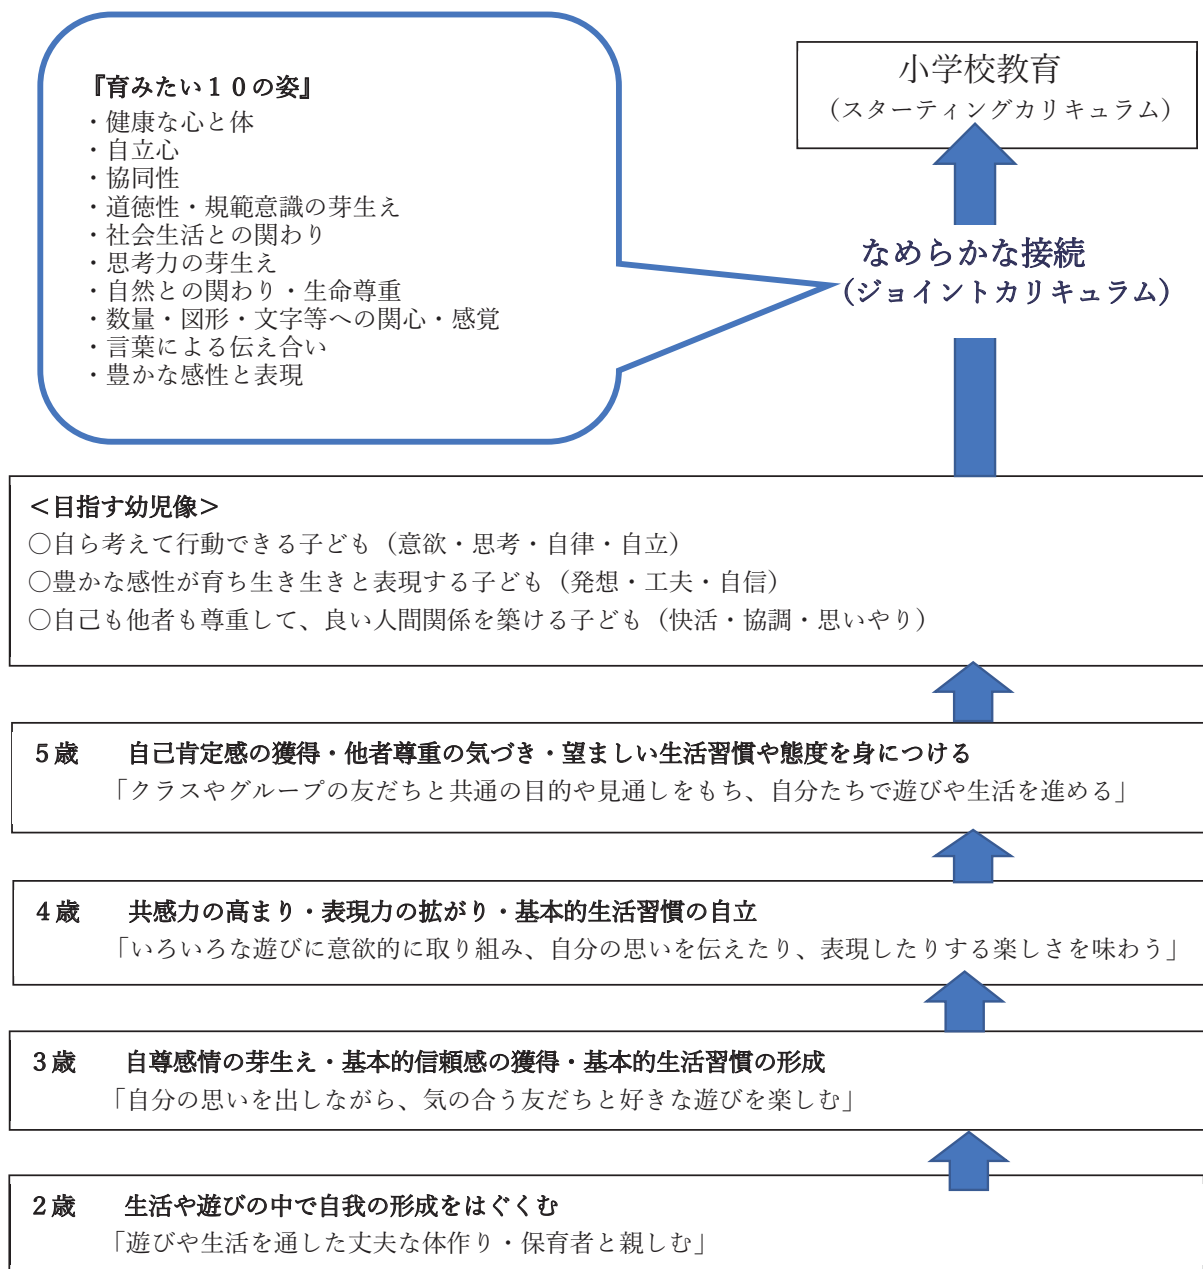 『育みたい１０の姿』
・健康な心と体
・自立心
・協同性
・道徳性・規範意識の芽生え
・社会生活との関わり
・思考力の芽生え
・自然との関わり・生命尊重
・数量・図形・文字等への関心・感覚
・言葉による伝え合い
・豊かな感性と表現
小学校教育
（スターティングカリキュラム）
なめらかな接続
（ジョイントカリキュラム）
＜目指す幼児像＞
○自ら考えて行動できる子ども（意欲・思考・自律・自立）
○豊かな感性が育ち生き生きと表現する子ども（発想・工夫・自信）
○自己も他者も尊重して、良い人間関係を築ける子ども（快活・協調・思いやり）
５歳　　自己肯定感の獲得・他者尊重の気づき・望ましい生活習慣や態度を身につける
「クラスやグループの友だちと共通の目的や見通しをもち、自分たちで遊びや生活を進める」
４歳　　共感力の高まり・表現力の拡がり・基本的生活習慣の自立
「いろいろな遊びに意欲的に取り組み、自分の思いを伝えたり、表現したりする楽しさを味わう」
３歳　　自尊感情の芽生え・基本的信頼感の獲得・基本的生活習慣の形成
「自分の思いを出しながら、気の合う友だちと好きな遊びを楽しむ」
２歳　　生活や遊びの中で自我の形成をはぐくむ
「遊びや生活を通した丈夫な体作り・保育者と親しむ」